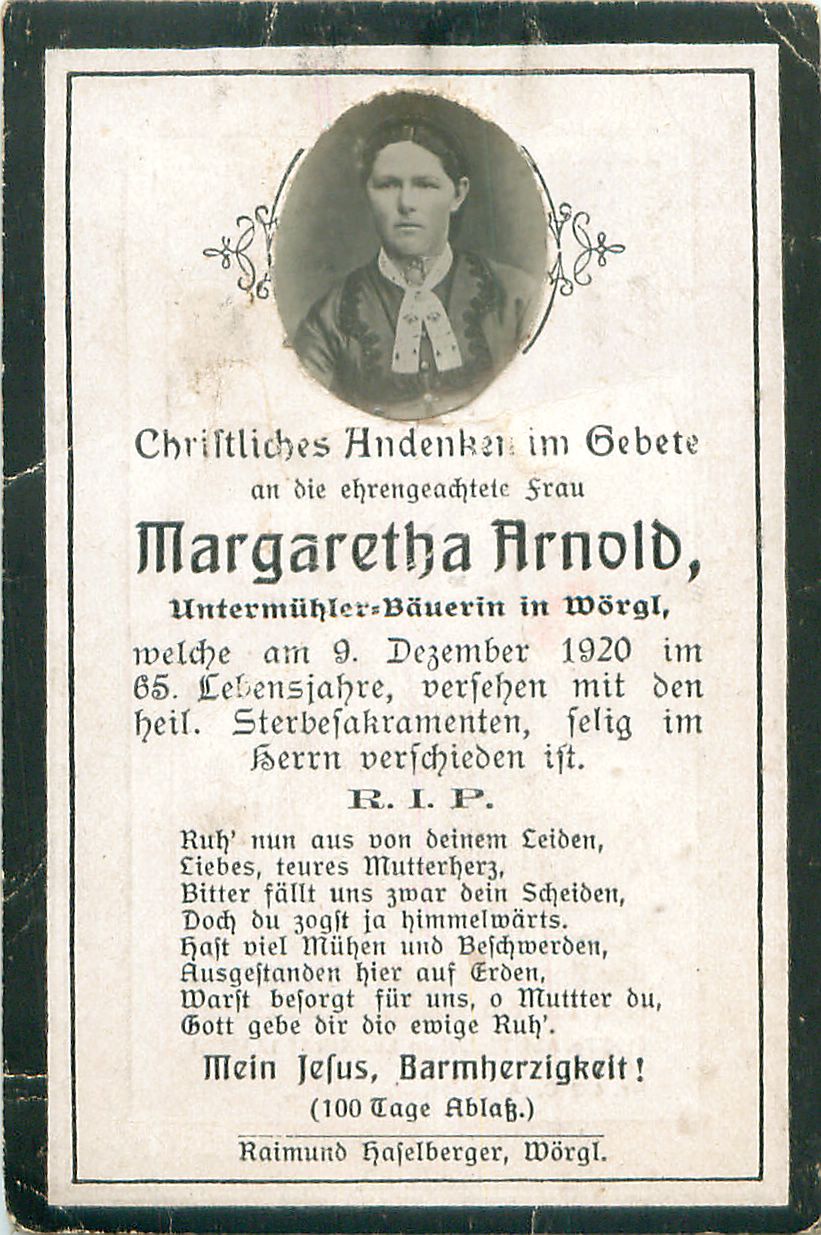 Christliches Andenken im Gebete
an die ehrengeachtete Frau
Margaretha Arnold,
Untermühler-Bäuerin in Wörgl,
welche am 9. Dezember 1920 im
65. Lebensjahre, versehen mit den
heil. Sterbesakramenten, selig im
Herrn verschieden ist.
R. I. P.
Ruh' nun aus von deinem Leiden,
Liebes, teures Mutterherz,
Bitter fällt uns zwar dein Scheiden,
Doch du zogst ja himmelwärts.
Hast viel Mühen und Beschwerden,
Ausgestanden hier auf Erden,
Warst besorgt für uns, o Muttter du,
Gott gebe dir dio ewige Ruh'.
Mein Jesus, Barmherzigkeit!
(100 Tage Ablaß.)
Raimund Haselberger, Wörgl.